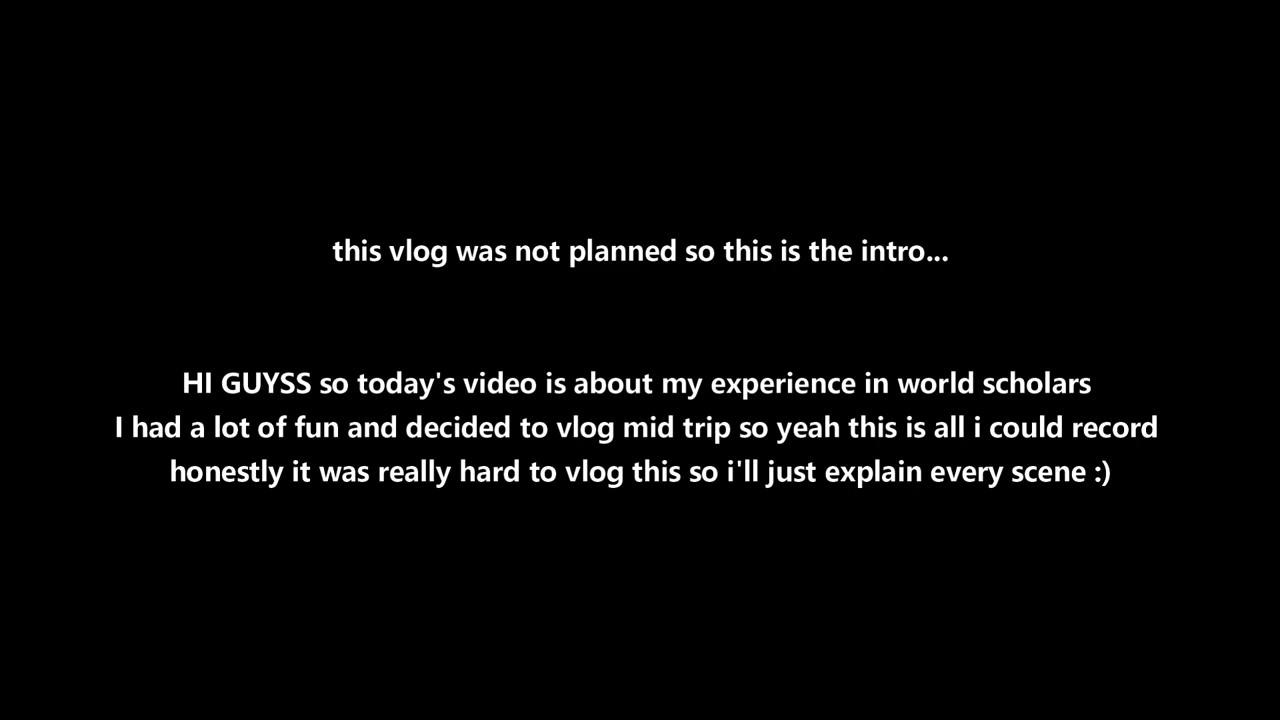 this vlog was not planned so this is the intro...
HI GUYSS so today's video is about my experience in world scholars
I had a lot of fun and decided to vlog mid trip so yeah this is all i could record
honestly it was really hard to vlog this so i'll just explain every scene :)